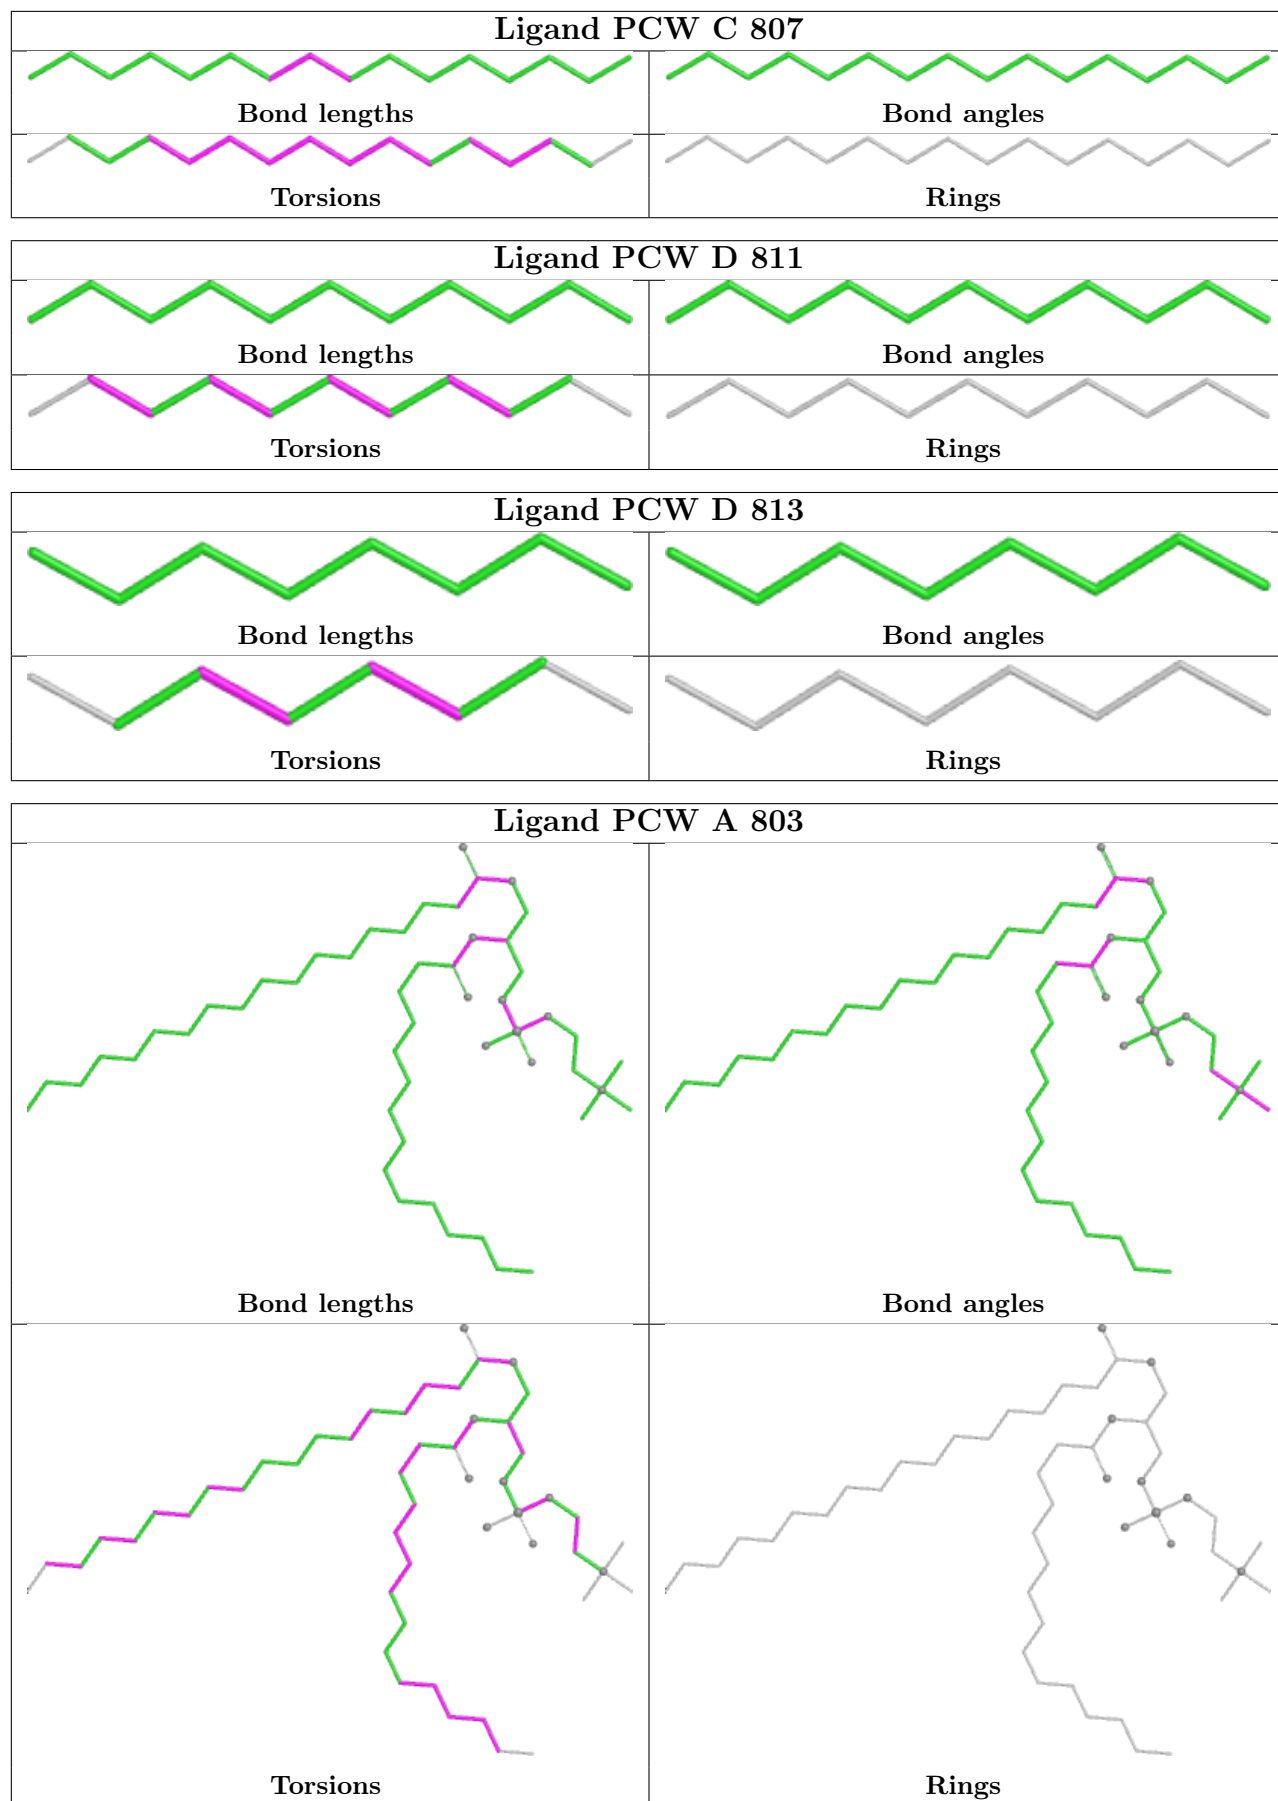 Ligand PCW C 807
Bond lengths
Bond angles
Torsions
Rings
Ligand PCW D 811
Bond lengths
Bond angles
Torsions
Rings
Ligand PCW D 813
Bond lengths
Bond angles
Torsions
Rings
Ligand PCW A 803
Bond lengths
Bond angles
Torsions
Rings